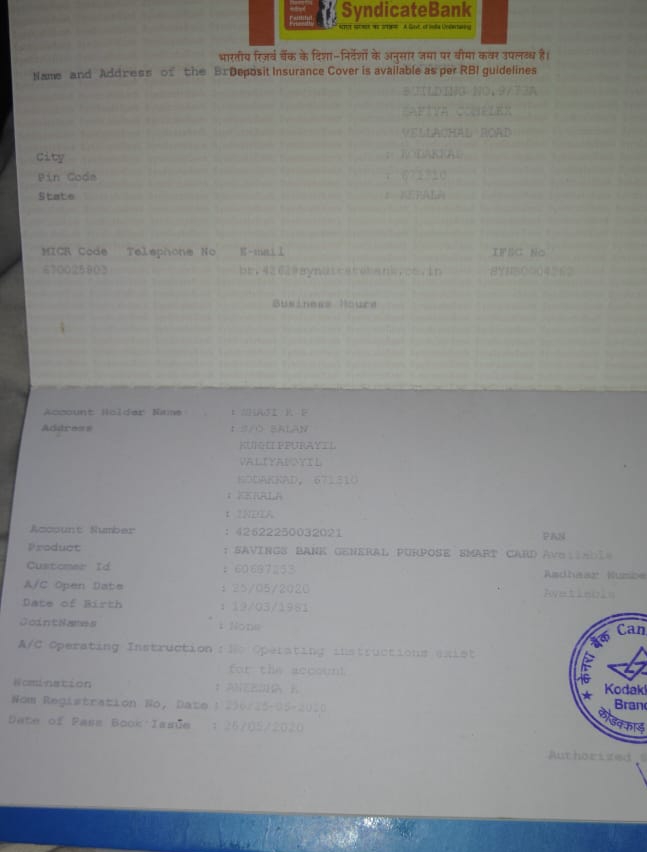 विश्वसनीय
मैत्रीपूर्ण
Faithful.
Friendly
SyndicateBank
भारत सरकार का उपक्रम A Govt. of India Undertaking
भारतीय रिज़र्व बैंक के दिशा-निर्देशों के अनुसार जमा पर बीमा कवर उपलब्ध है।
Name and Address of the Deposit Insurance Cover is available as per RBI guidelines
BUILDING NO.9/73A
SAFIYA COMPLEX
VELLACHAL ROAD
City : KODAKKAD
Pin Code : 671310
State : KERALA
MICR Code Telephone No E-mail IFSC No
670025803 br.4262@syndicatebank.co.in SYNB0004262
Business Hours
Account Holder Name : SHAJI K P
Address : S/O BALAN
KUNHIPPURAYIL
VALIYAPOYIL
KODAKKAD, 671310
: KERALA
: INDIA
Account Number : 42622250032021 PAN
Product : SAVINGS BANK GENERAL PURPOSE SMART CARD Available
Customer Id : 60687253 Aadhaar Numbe
A/C Open Date : 25/05/2020 Available
Date of Birth : 19/03/1981
JointNames : None
A/C Operating Instruction : No Operating instructions exist
for the account
Nomination : ANEESHA K
Nom Registration No, Date : 256/25-05-2020
Date of Pass Book Issue : 26/05/2020
केनरा बैंक Can
Kodakk
Branc
कोडक्काड़
Authorized